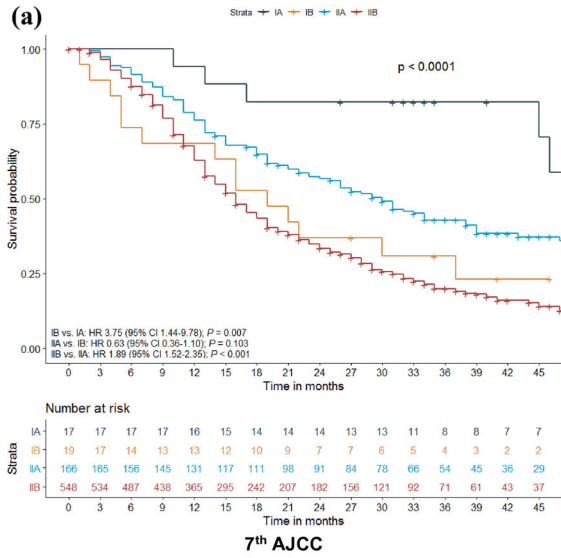 (a)
Strata IA IB IIA IIB
1.00
p < 0.0001
0.75
Survival probability
0.50
0.25
IB vs. IA: HR 3.75 (95% CI 1.44-9.78); P = 0.007
IIA vs IB: HR 0.63 (95% CI 0.36-1.10); P = 0.103
IIB vs IIA: HR 1.89 (95% CI 1.52-2.35); P < 0.001
0.00
0 3 6 9 12 15 18 21 24 27 30 33 36 39 42 45
Time in months
Number at risk
Strata
IA 17 17 17 17 16 15 14 14 14 13 13 11 8 8 7 7
IB 19 17 14 13 13 12 10 9 7 7 6 5 4 3 2 2
IIA 166 165 156 145 131 117 111 98 91 84 78 66 54 45 36 29
IIB 548 534 487 438 365 295 242 207 182 156 121 92 71 61 43 37
0 3 6 9 12 15 18 21 24 27 30 33 36 39 42 45
Time in months
7th AJCC